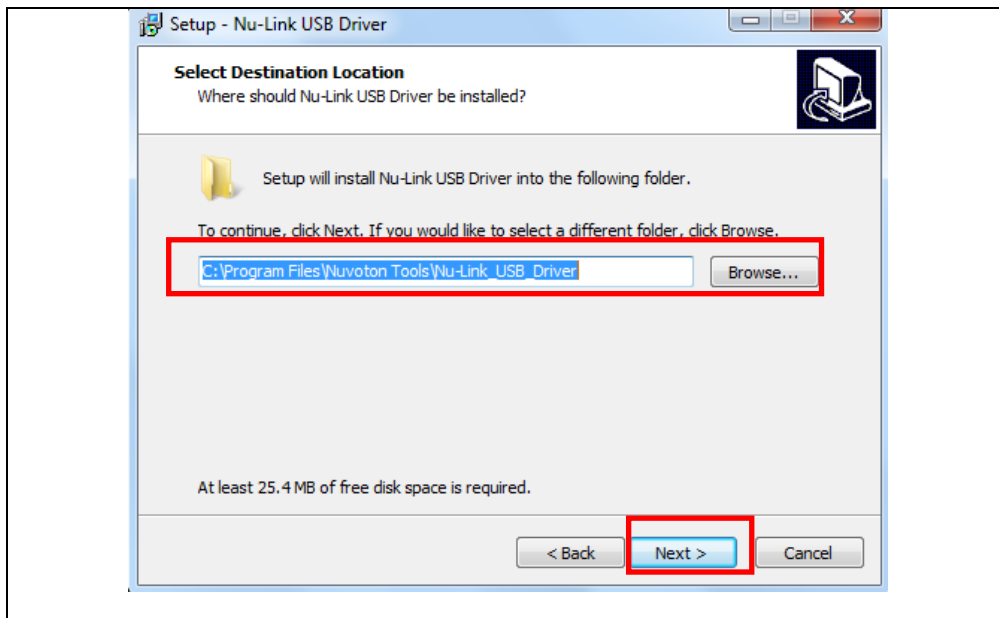 Setup - Nu-Link USB Driver
Select Destination Location
Where should Nu-Link USB Driver be installed?
Setup will install Nu-Link USB Driver into the following folder.
To continue, click Next. If you would like to select a different folder, click Browse.
C:\Program Files\Nuvoton Tools\Nu-Link_USB_Driver
Browse...
At least 25.4 MB of free disk space is required.
< Back
Next >
Cancel